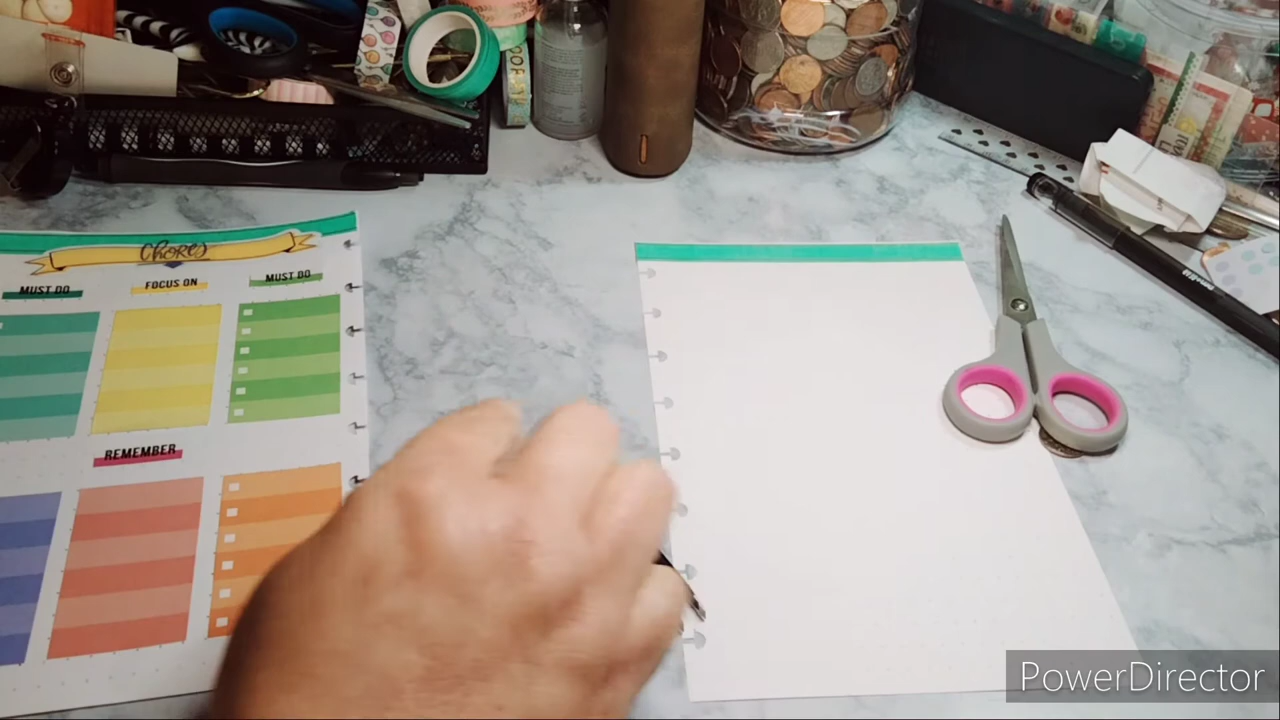 Chores
MUST DO
FOCUS ON
MUST DO
REMEMBER
PowerDirector